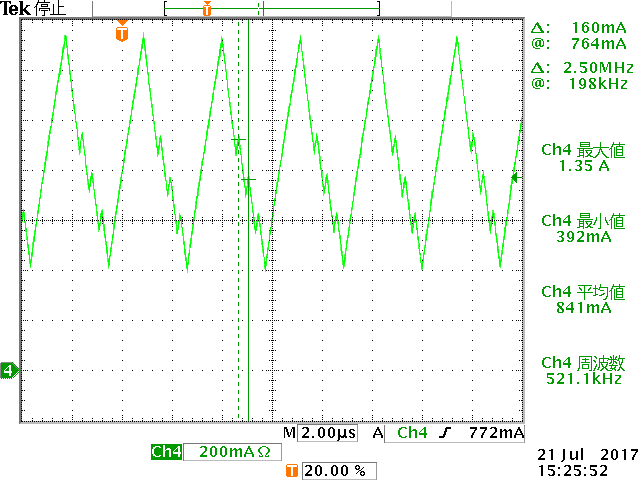 Tek 停止
T
T
Δ: 160mA
@: 764mA
Δ: 2.50MHz
@: 198kHz
Ch4 最大值
1.35 A
Ch4 最小值
392mA
Ch4 平均值
841mA
Ch4 周波数
521.1kHz
4
M 2.00µs A Ch4 772mA
Ch4 200mA Ω
T 20.00 %
21 Jul 2017
15:25:52